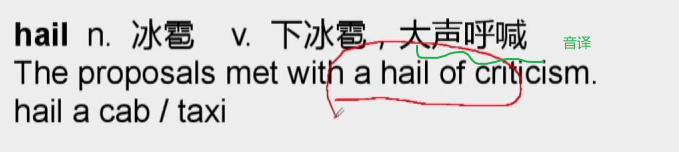 hail n. 冰雹 v. 下冰雹，大声呼喊 音译
The proposals met with a hail of criticism.
hail a cab / taxi